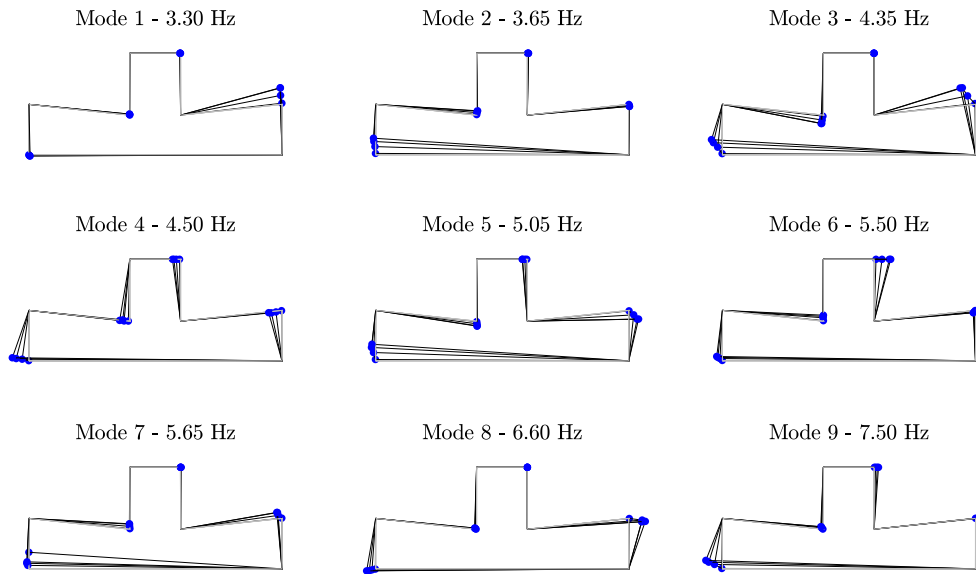 Mode 1 - 3.30 Hz
Mode 2 - 3.65 Hz
Mode 3 - 4.35 Hz
Mode 4 - 4.50 Hz
Mode 5 - 5.05 Hz
Mode 6 - 5.50 Hz
Mode 7 - 5.65 Hz
Mode 8 - 6.60 Hz
Mode 9 - 7.50 Hz